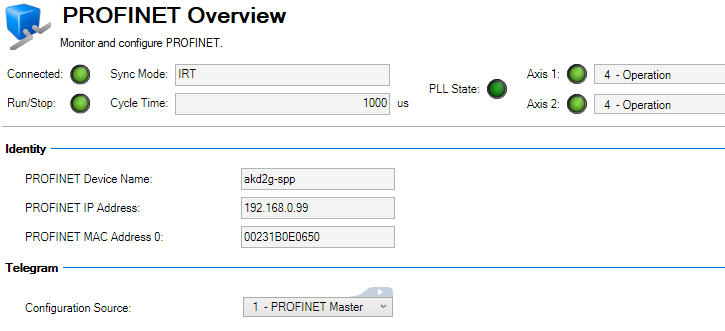 PROFINET Overview
Monitor and configure PROFINET.
Connected: Sync Mode: IRT PLL State: Axis 1: 4 - Operation
Run/Stop: Cycle Time: 1000 us Axis 2: 4 - Operation
Identity
PROFINET Device Name: akd2g-spp
PROFINET IP Address: 192.168.0.99
PROFINET MAC Address 0: 00231B0E0650
Telegram
Configuration Source: 1 - PROFINET Master